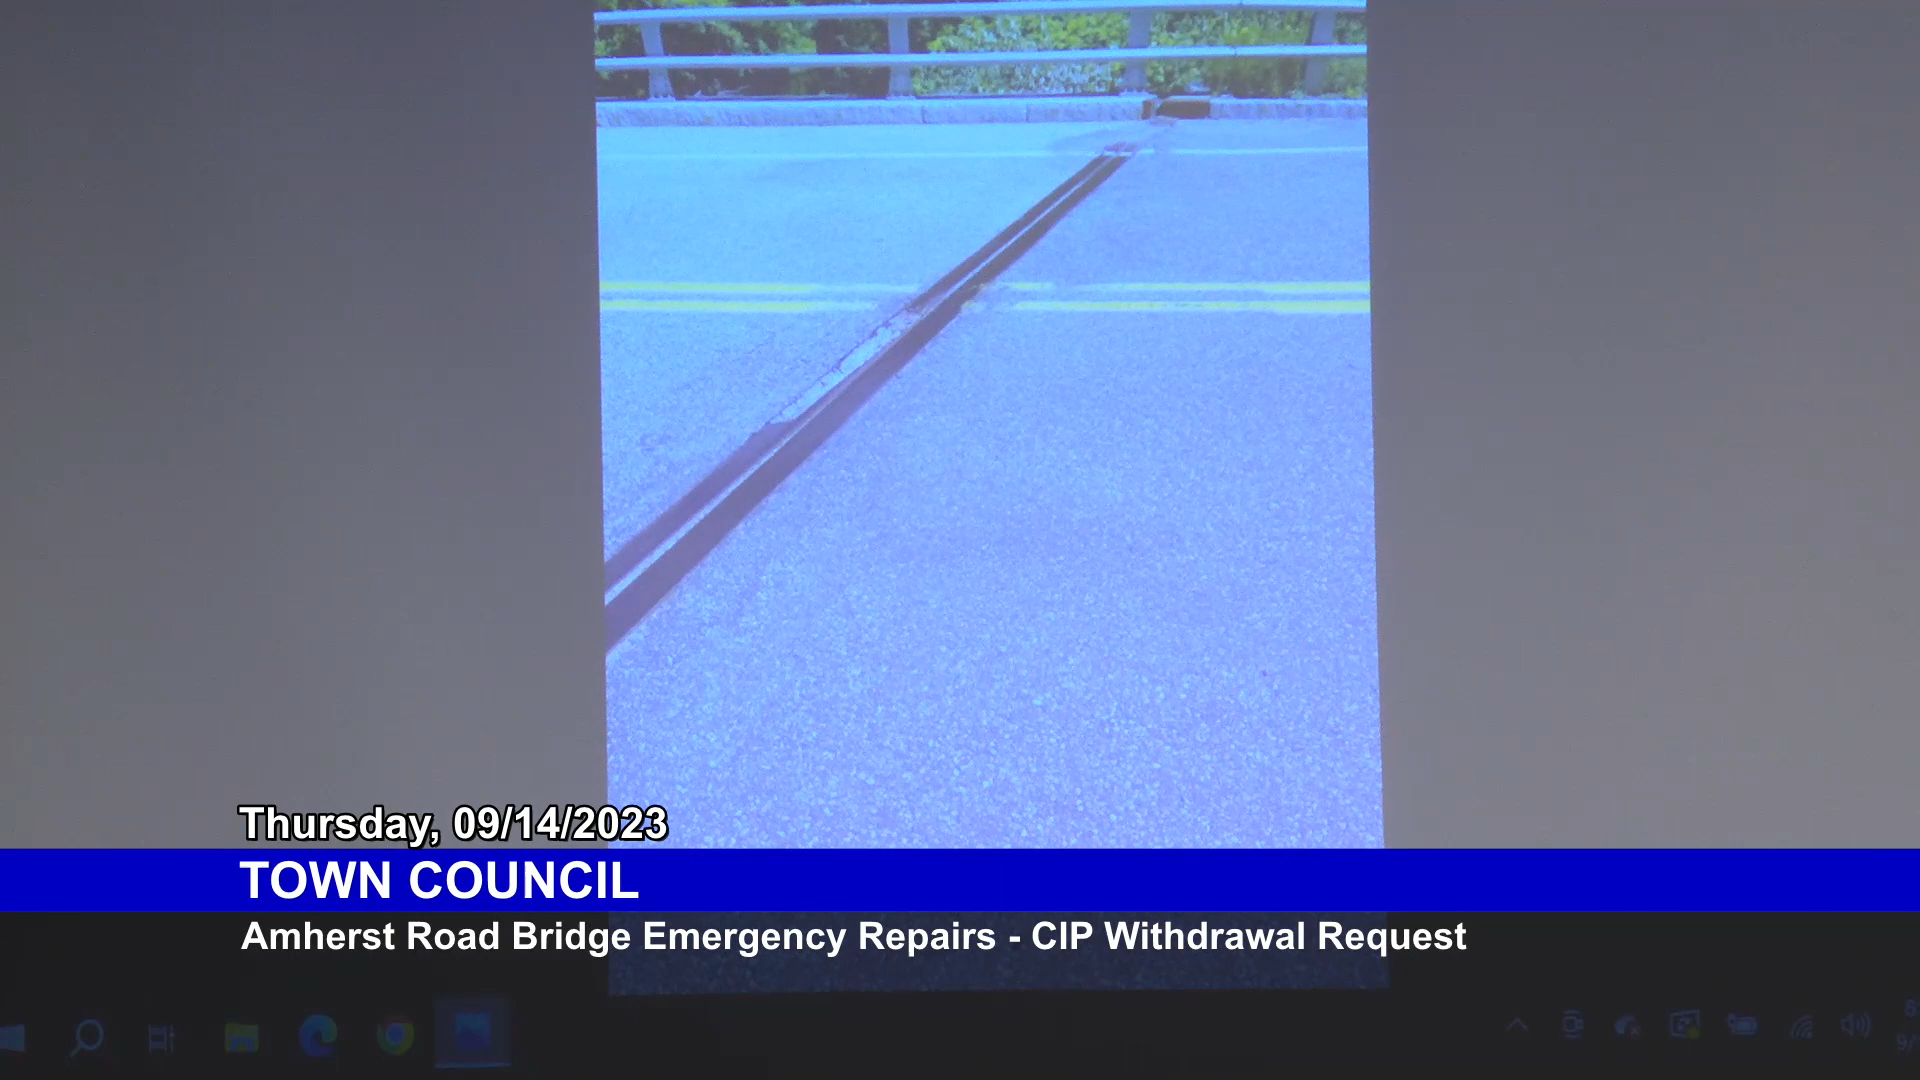 Thursday, 09/14/2023
TOWN COUNCIL
Amherst Road Bridge Emergency Repairs - CIP Withdrawal Request